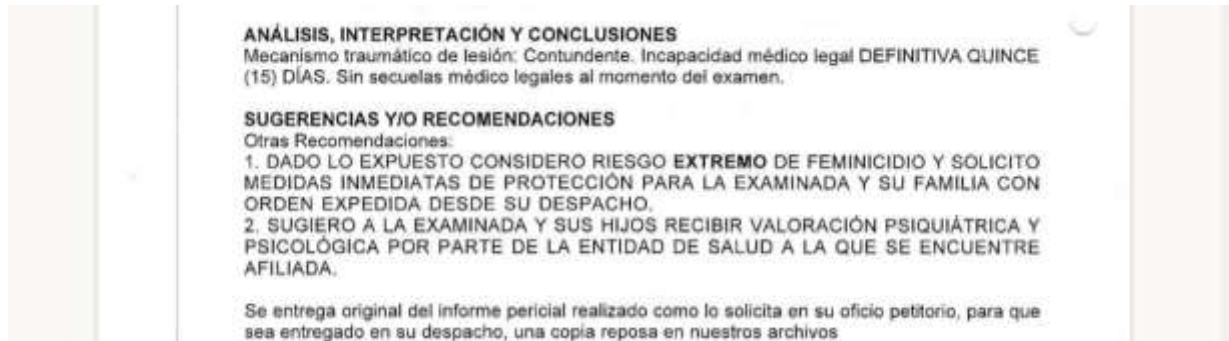 ANÁLISIS, INTERPRETACIÓN Y CONCLUSIONES
Mecanismo traumático de lesión: Contundente. Incapacidad médico legal DEFINITIVA QUINCE
(15) DÍAS. Sin secuelas médico legales al momento del examen.
SUGERENCIAS Y/O RECOMENDACIONES
Otras Recomendaciones:
1. DADO LO EXPUESTO CONSIDERO RIESGO EXTREMO DE FEMINICIDIO Y SOLICITO
MEDIDAS INMEDIATAS DE PROTECCIÓN PARA LA EXAMINADA Y SU FAMILIA CON
ORDEN EXPEDIDA DESDE SU DESPACHO.
2. SUGIERO A LA EXAMINADA Y SUS HIJOS RECIBIR VALORACIÓN PSIQUIÁTRICA Y
PSICOLÓGICA POR PARTE DE LA ENTIDAD DE SALUD A LA QUE SE ENCUENTRE
AFILIADA.
Se entrega original del informe pericial realizado como lo solicita en su oficio petitorio, para que
sea entregado en su despacho, una copia reposa en nuestros archivos